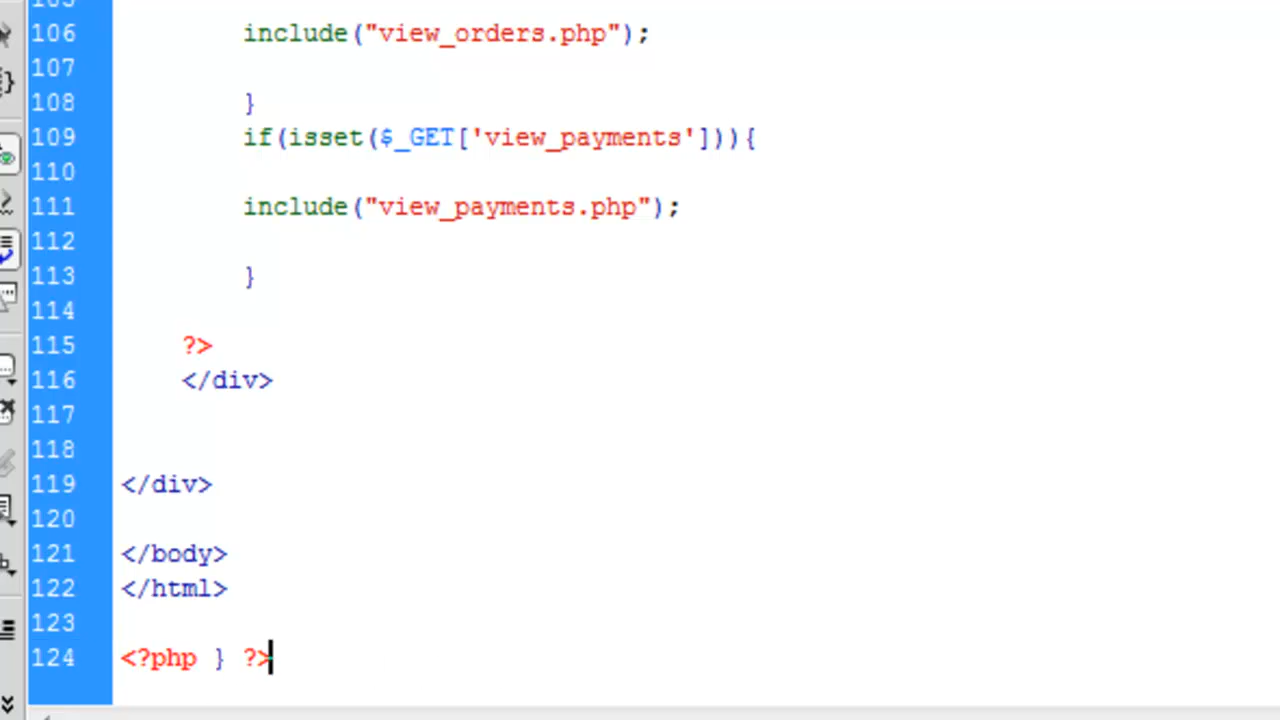 106 include("view_orders.php");
107
108 }
109 if(isset($_GET['view_payments'])){
110
111 include("view_payments.php");
112
113 }
114
115 ?>
116 </div>
117
118
119 </div>
120
121 </body>
122 </html>
123
124 <?php } ?>